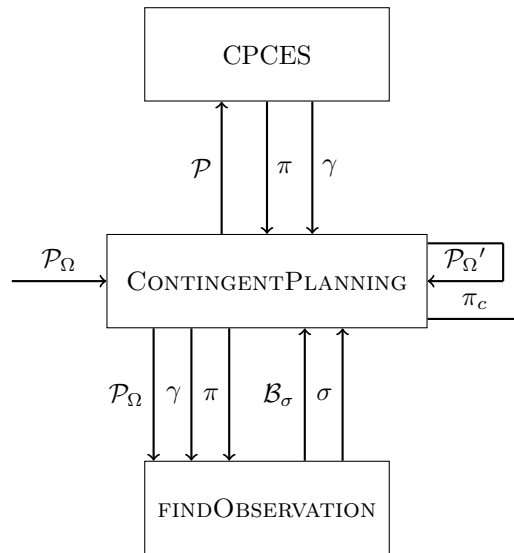 CPCES
𝒫 π γ
𝒫_Ω 𝒫_Ω′
ContingentPlanning
π_c
𝒫_Ω γ π ℬ_σ σ
findObservation